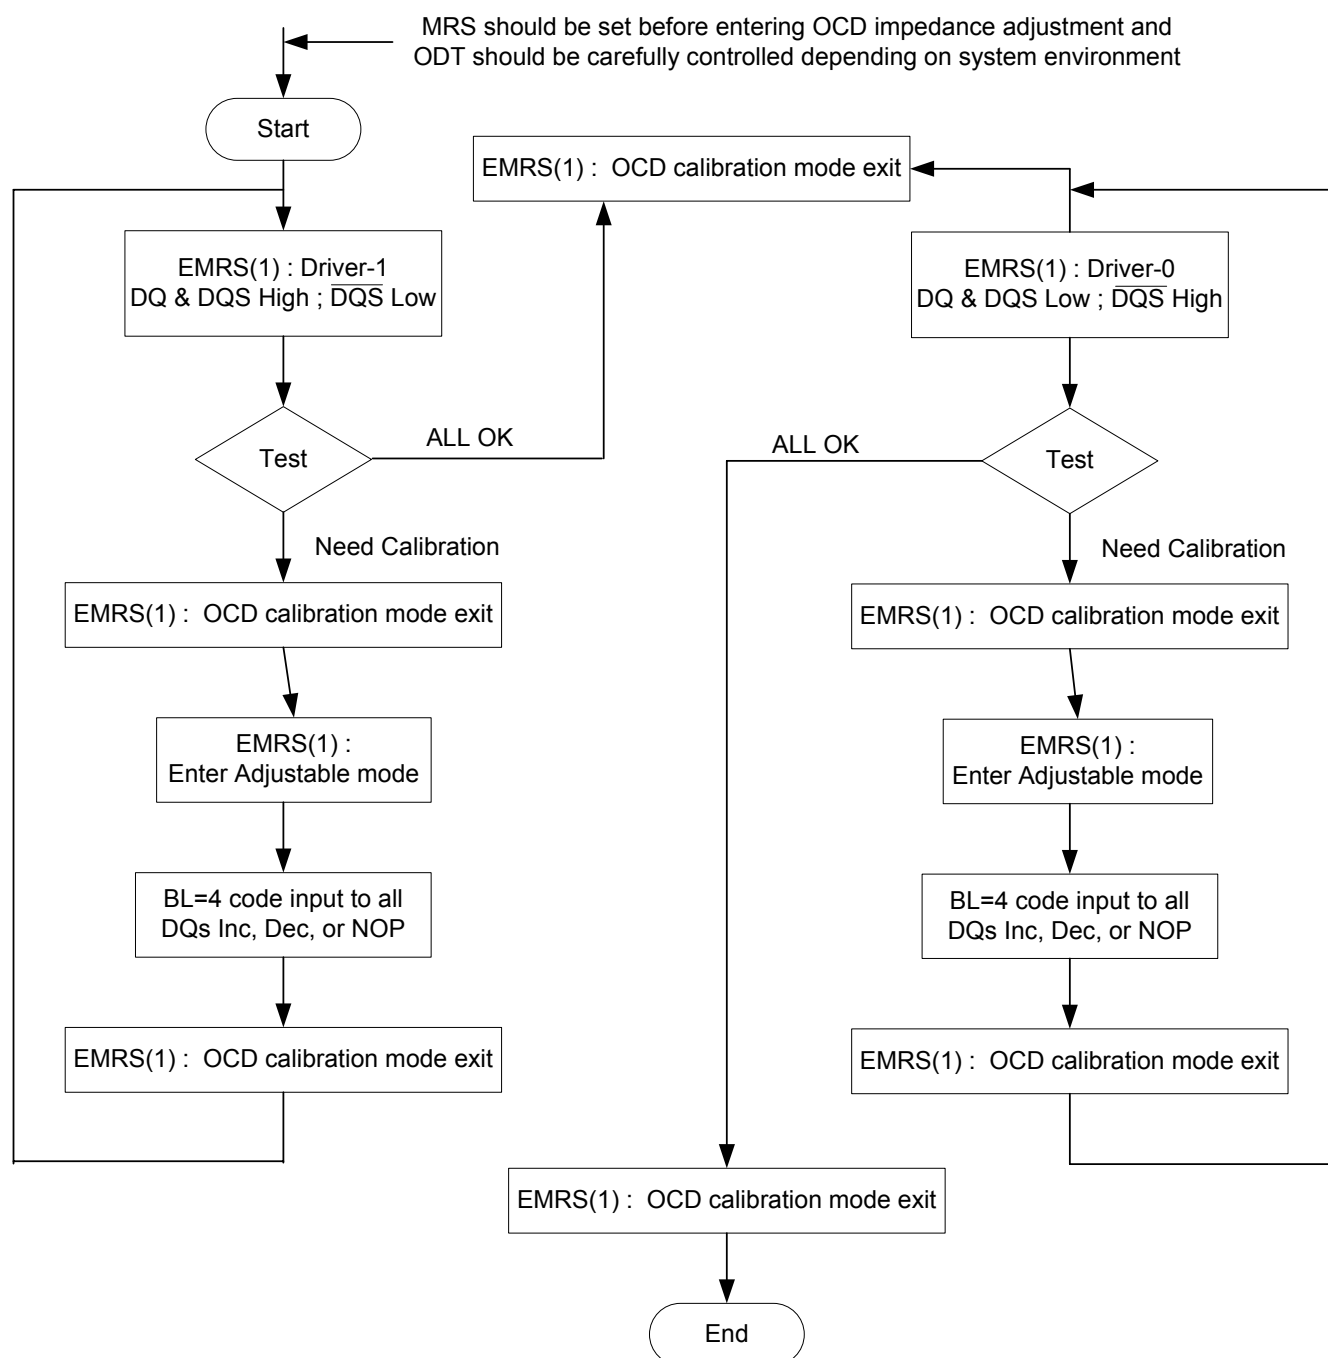 MRS should be set before entering OCD impedance adjustment and
ODT should be carefully controlled depending on system environment
Start
EMRS(1) : OCD calibration mode exit
EMRS(1) : Driver-1
DQ & DQS High ; D̅Q̅S̅ Low
EMRS(1) : Driver-0
DQ & DQS Low ; D̅Q̅S̅ High
Test
ALL OK
ALL OK
Test
Need Calibration
Need Calibration
EMRS(1) : OCD calibration mode exit
EMRS(1) : OCD calibration mode exit
EMRS(1) :
Enter Adjustable mode
EMRS(1) :
Enter Adjustable mode
BL=4 code input to all
DQs Inc, Dec, or NOP
BL=4 code input to all
DQs Inc, Dec, or NOP
EMRS(1) : OCD calibration mode exit
EMRS(1) : OCD calibration mode exit
EMRS(1) : OCD calibration mode exit
End